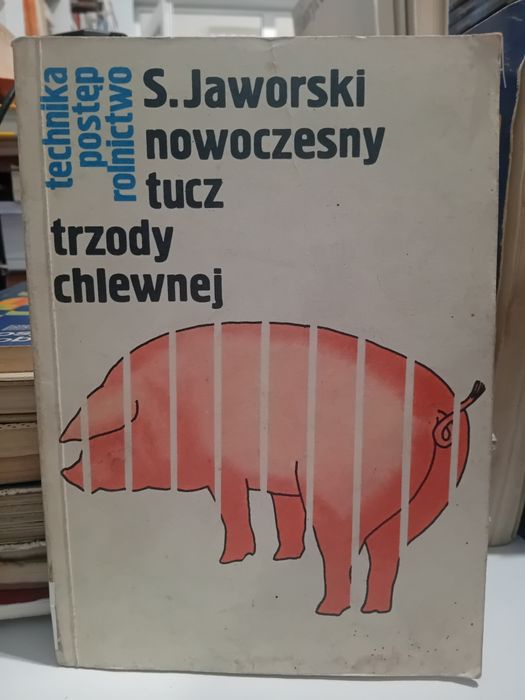 technika
postęp
rolnictwo
S. Jaworski
nowoczesny
tucz
trzody
chlewnej